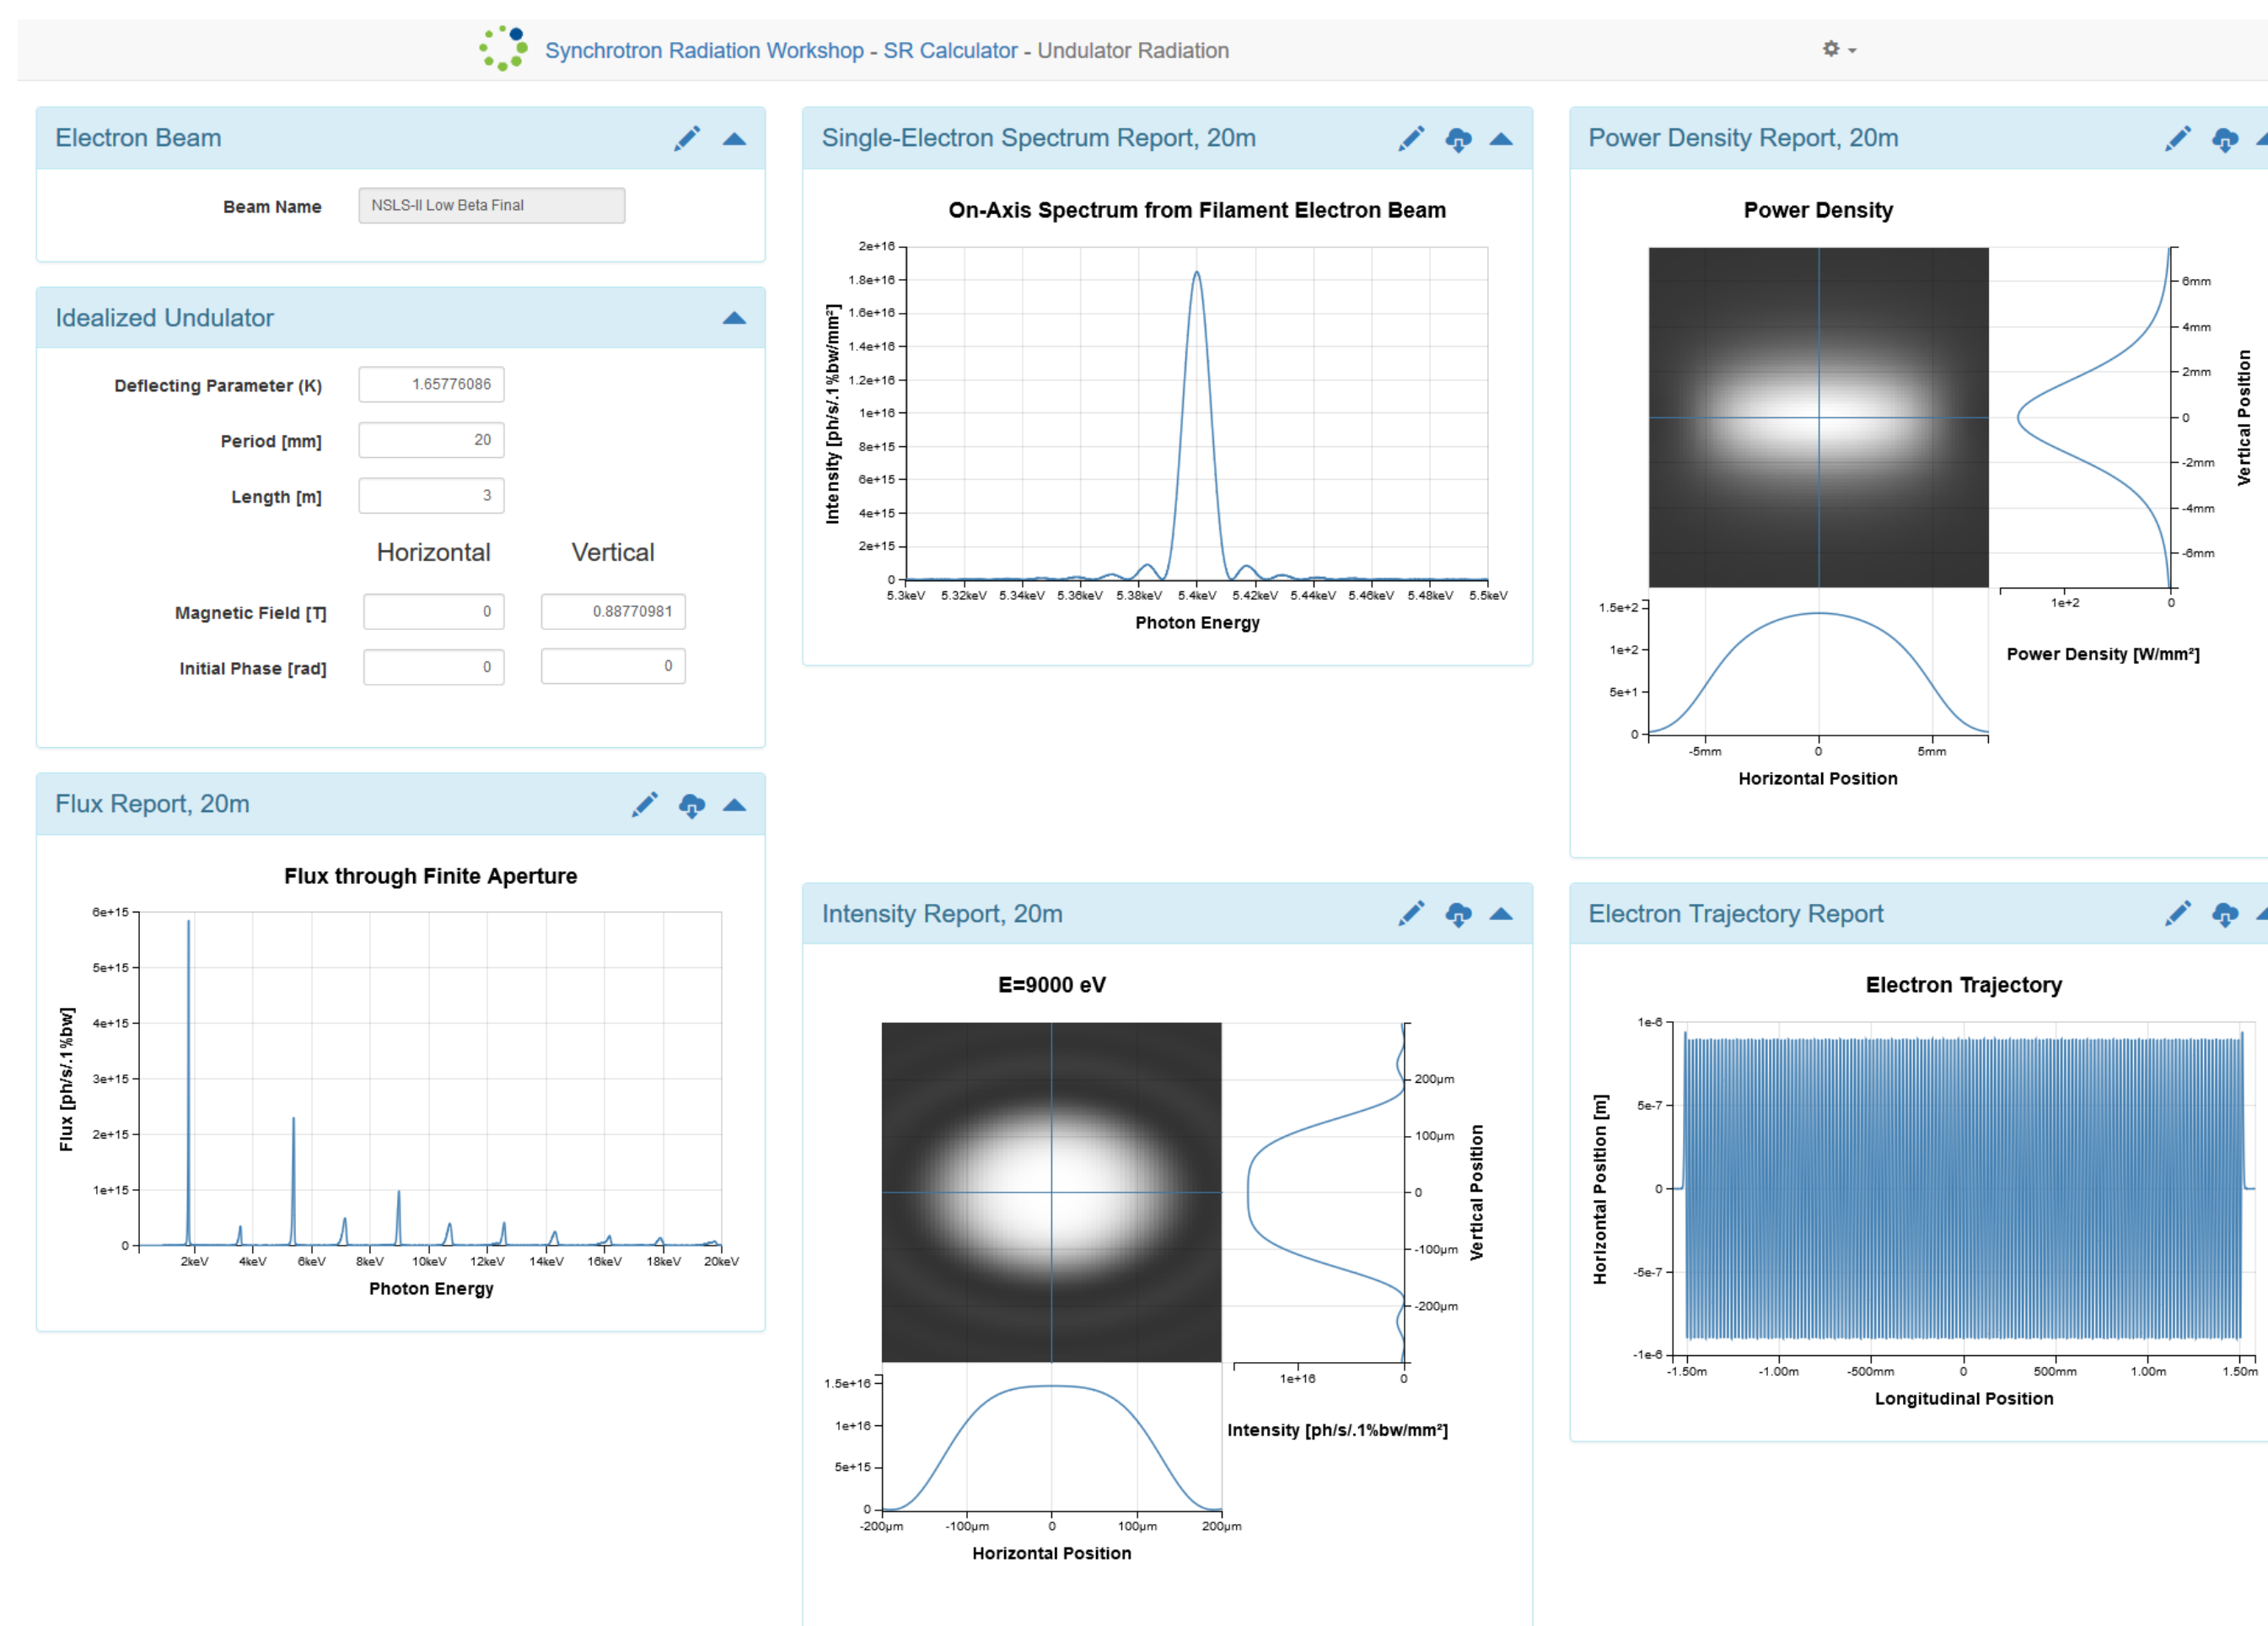 Synchrotron Radiation Workshop - SR Calculator - Undulator Radiation
Electron Beam
Beam Name NSLS-II Low Beta Final
Idealized Undulator
Deflecting Parameter (K) 1.65776086
Period [mm] 20
Length [m] 3
Horizontal Vertical
Magnetic Field [T] 0 0.88770981
Initial Phase [rad] 0 0
Flux Report, 20m
Flux through Finite Aperture
6e+15
5e+15
4e+15
3e+15
2e+15
1e+15
0
Flux [ph/s/.1%bw]
2keV 4keV 6keV 8keV 10keV 12keV 14keV 16keV 18keV 20keV
Photon Energy
Single-Electron Spectrum Report, 20m
On-Axis Spectrum from Filament Electron Beam
2e+16
1.8e+16
1.6e+16
1.4e+16
1.2e+16
1e+16
8e+15
6e+15
4e+15
2e+15
0
Intensity [ph/s/.1%bw/mm²]
5.3keV 5.32keV 5.34keV 5.36keV 5.38keV 5.4keV 5.42keV 5.44keV 5.46keV 5.48keV 5.5keV
Photon Energy
Intensity Report, 20m
E=9000 eV
200µm
100µm
0
-100µm
-200µm
Vertical Position
1e+16 0
Intensity [ph/s/.1%bw/mm²]
1.5e+16
1e+16
5e+15
0
-200µm -100µm 0 100µm 200µm
Horizontal Position
Power Density Report, 20m
Power Density
6mm
4mm
2mm
0
-2mm
-4mm
-6mm
Vertical Position
1e+2 0
Power Density [W/mm²]
1.5e+2
1e+2
5e+1
0
-5mm 0 5mm
Horizontal Position
Electron Trajectory Report
Electron Trajectory
1e-6
5e-7
0
-5e-7
-1e-6
Horizontal Position [m]
-1.50m -1.00m -500mm 0 500mm 1.00m 1.50m
Longitudinal Position